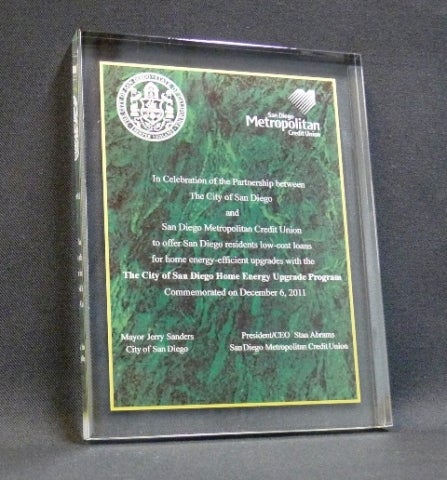 San Diego
Metropolitan
Credit Union
In Celebration of the Partnership between
The City of San Diego
and
San Diego Metropolitan Credit Union
to offer San Diego residents low-cost loans
for home energy-efficient upgrades with the
The City of San Diego Home Energy Upgrade Program
Commemorated on December 6, 2011
Mayor Jerry Sanders
City of San Diego
President/CEO Stan Abrams
San Diego Metropolitan Credit Union